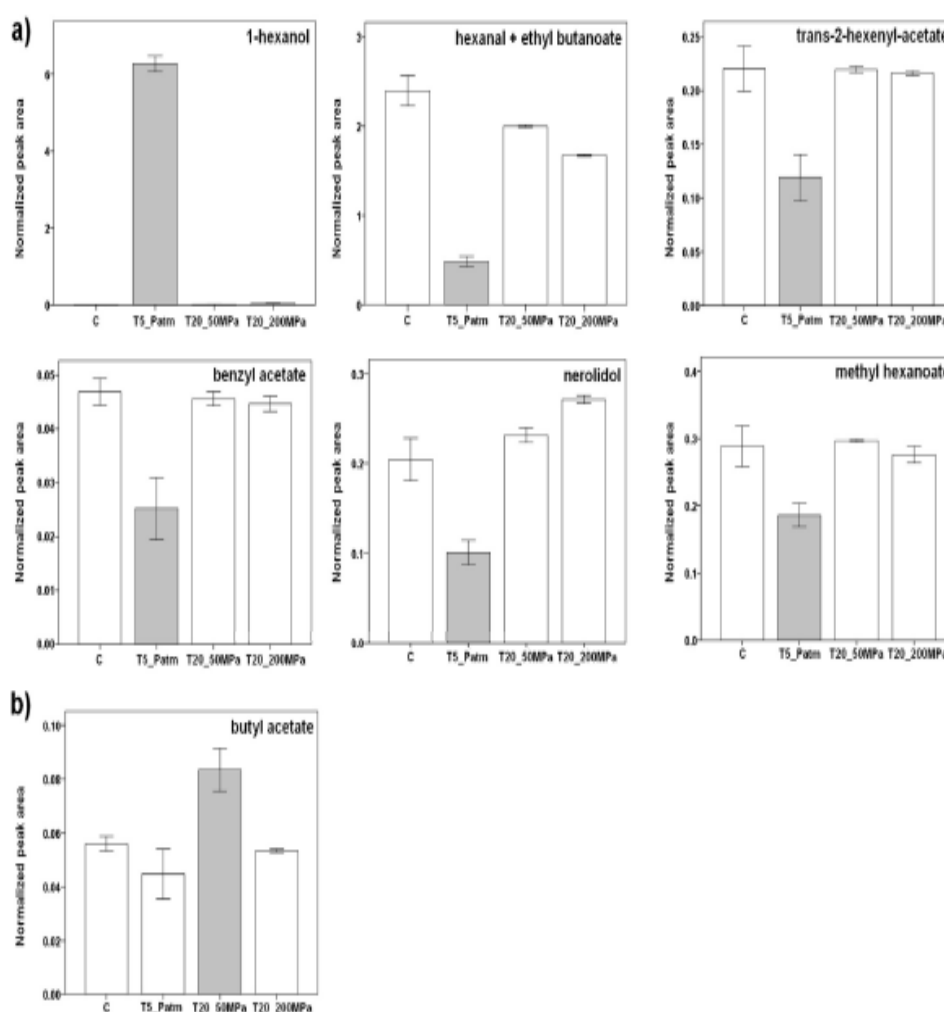 a)
1-hexanol
Normalized peak area
6
4
2
0
C T5_Patm T20_50MPa T20_200MPa
hexanal + ethyl butanoate
Normalized peak area
3
2
1
0
C T5_Patm T20_50MPa T20_200MPa
trans-2-hexenyl-acetate
Normalized peak area
0.25
0.20
0.15
0.10
0.05
0.00
C T5_Patm T20_50MPa T20_200MPa
benzyl acetate
Normalized peak area
0.05
0.04
0.03
0.02
0.01
0.00
C T5_Patm T20_50MPa T20_200MPa
nerolidol
Normalized peak area
0.3
0.2
0.1
0.0
C T5_Patm T20_50MPa T20_200MPa
methyl hexanoate
Normalized peak area
0.4
0.3
0.2
0.1
0.0
C T5_Patm T20_50MPa T20_200MPa
b)
butyl acetate
Normalized peak area
0.10
0.08
0.06
0.04
0.02
0.00
C T5_Patm T20_50MPa T20_200MPa